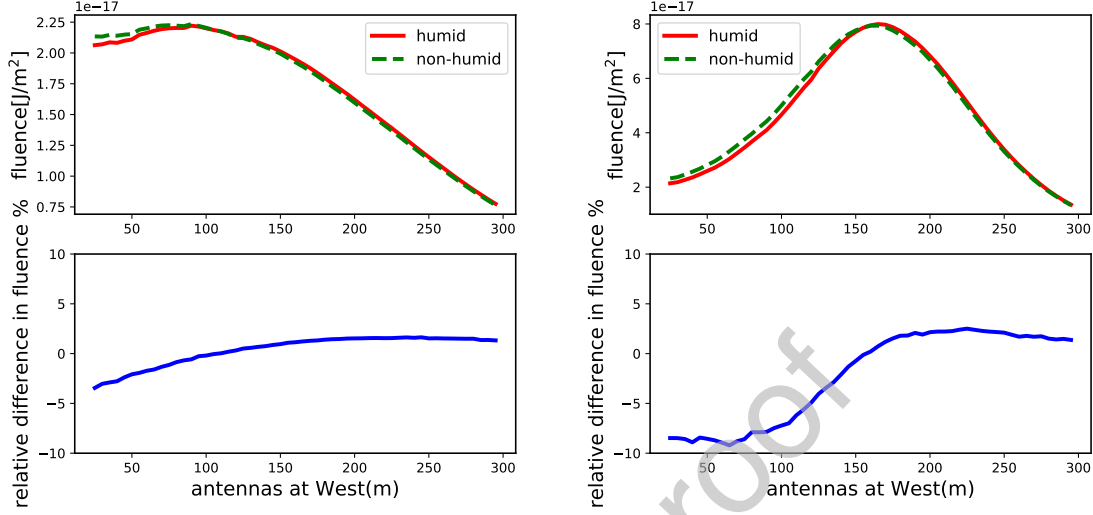 1e−17
fluence[J/m²]
2.25
2.00
1.75
1.50
1.25
1.00
0.75
humid
non-humid
50 100 150 200 250 300
relative difference in fluence %
10
5
0
−5
−10
50 100 150 200 250 300
antennas at West(m)
1e−17
fluence[J/m²]
8
6
4
2
humid
non-humid
50 100 150 200 250 300
relative difference in fluence %
10
5
0
−5
−10
50 100 150 200 250 300
antennas at West(m)
roof